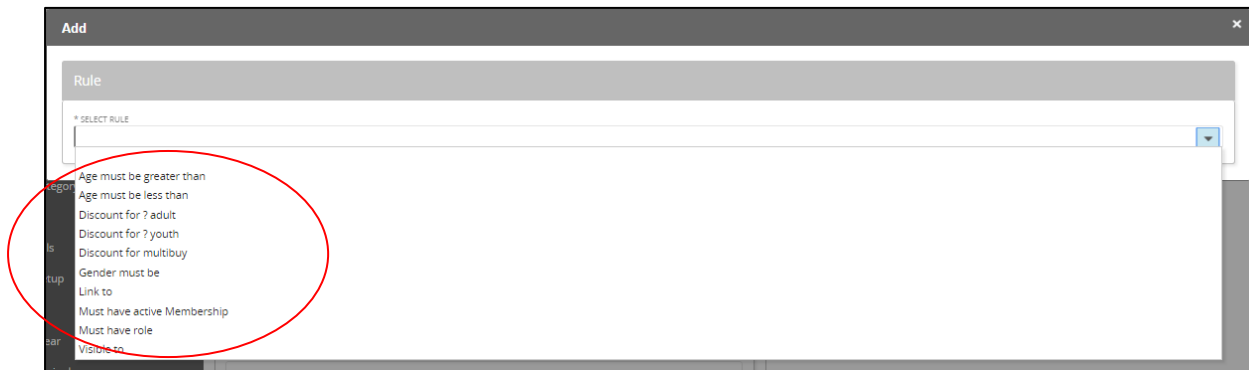 Add
×
Rule
* SELECT RULE
Age must be greater than
Age must be less than
Discount for ? adult
Discount for ? youth
Discount for multibuy
Gender must be
Link to
Must have active Membership
Must have role
Visible to